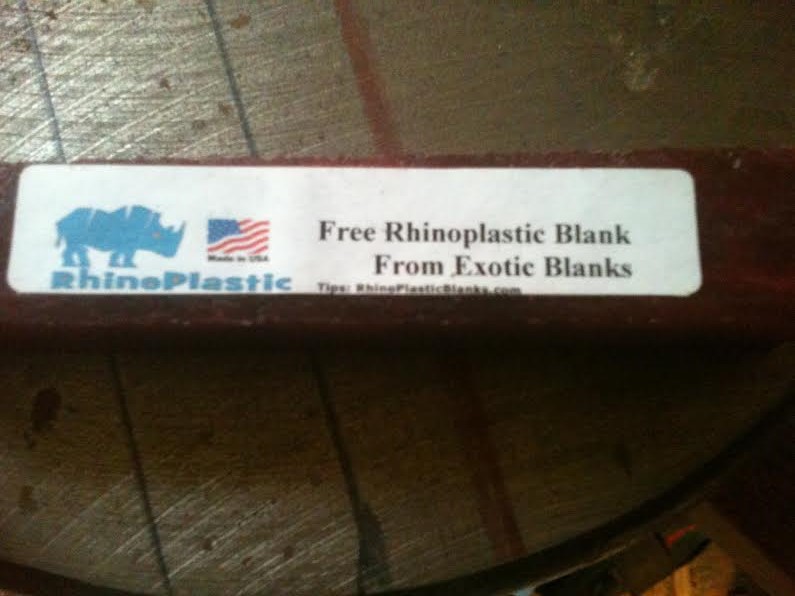 Free Rhinoplastic Blank
From Exotic Blanks
Made in USA
RhinoPlastic
Tips: RhinoPlasticBlanks.com